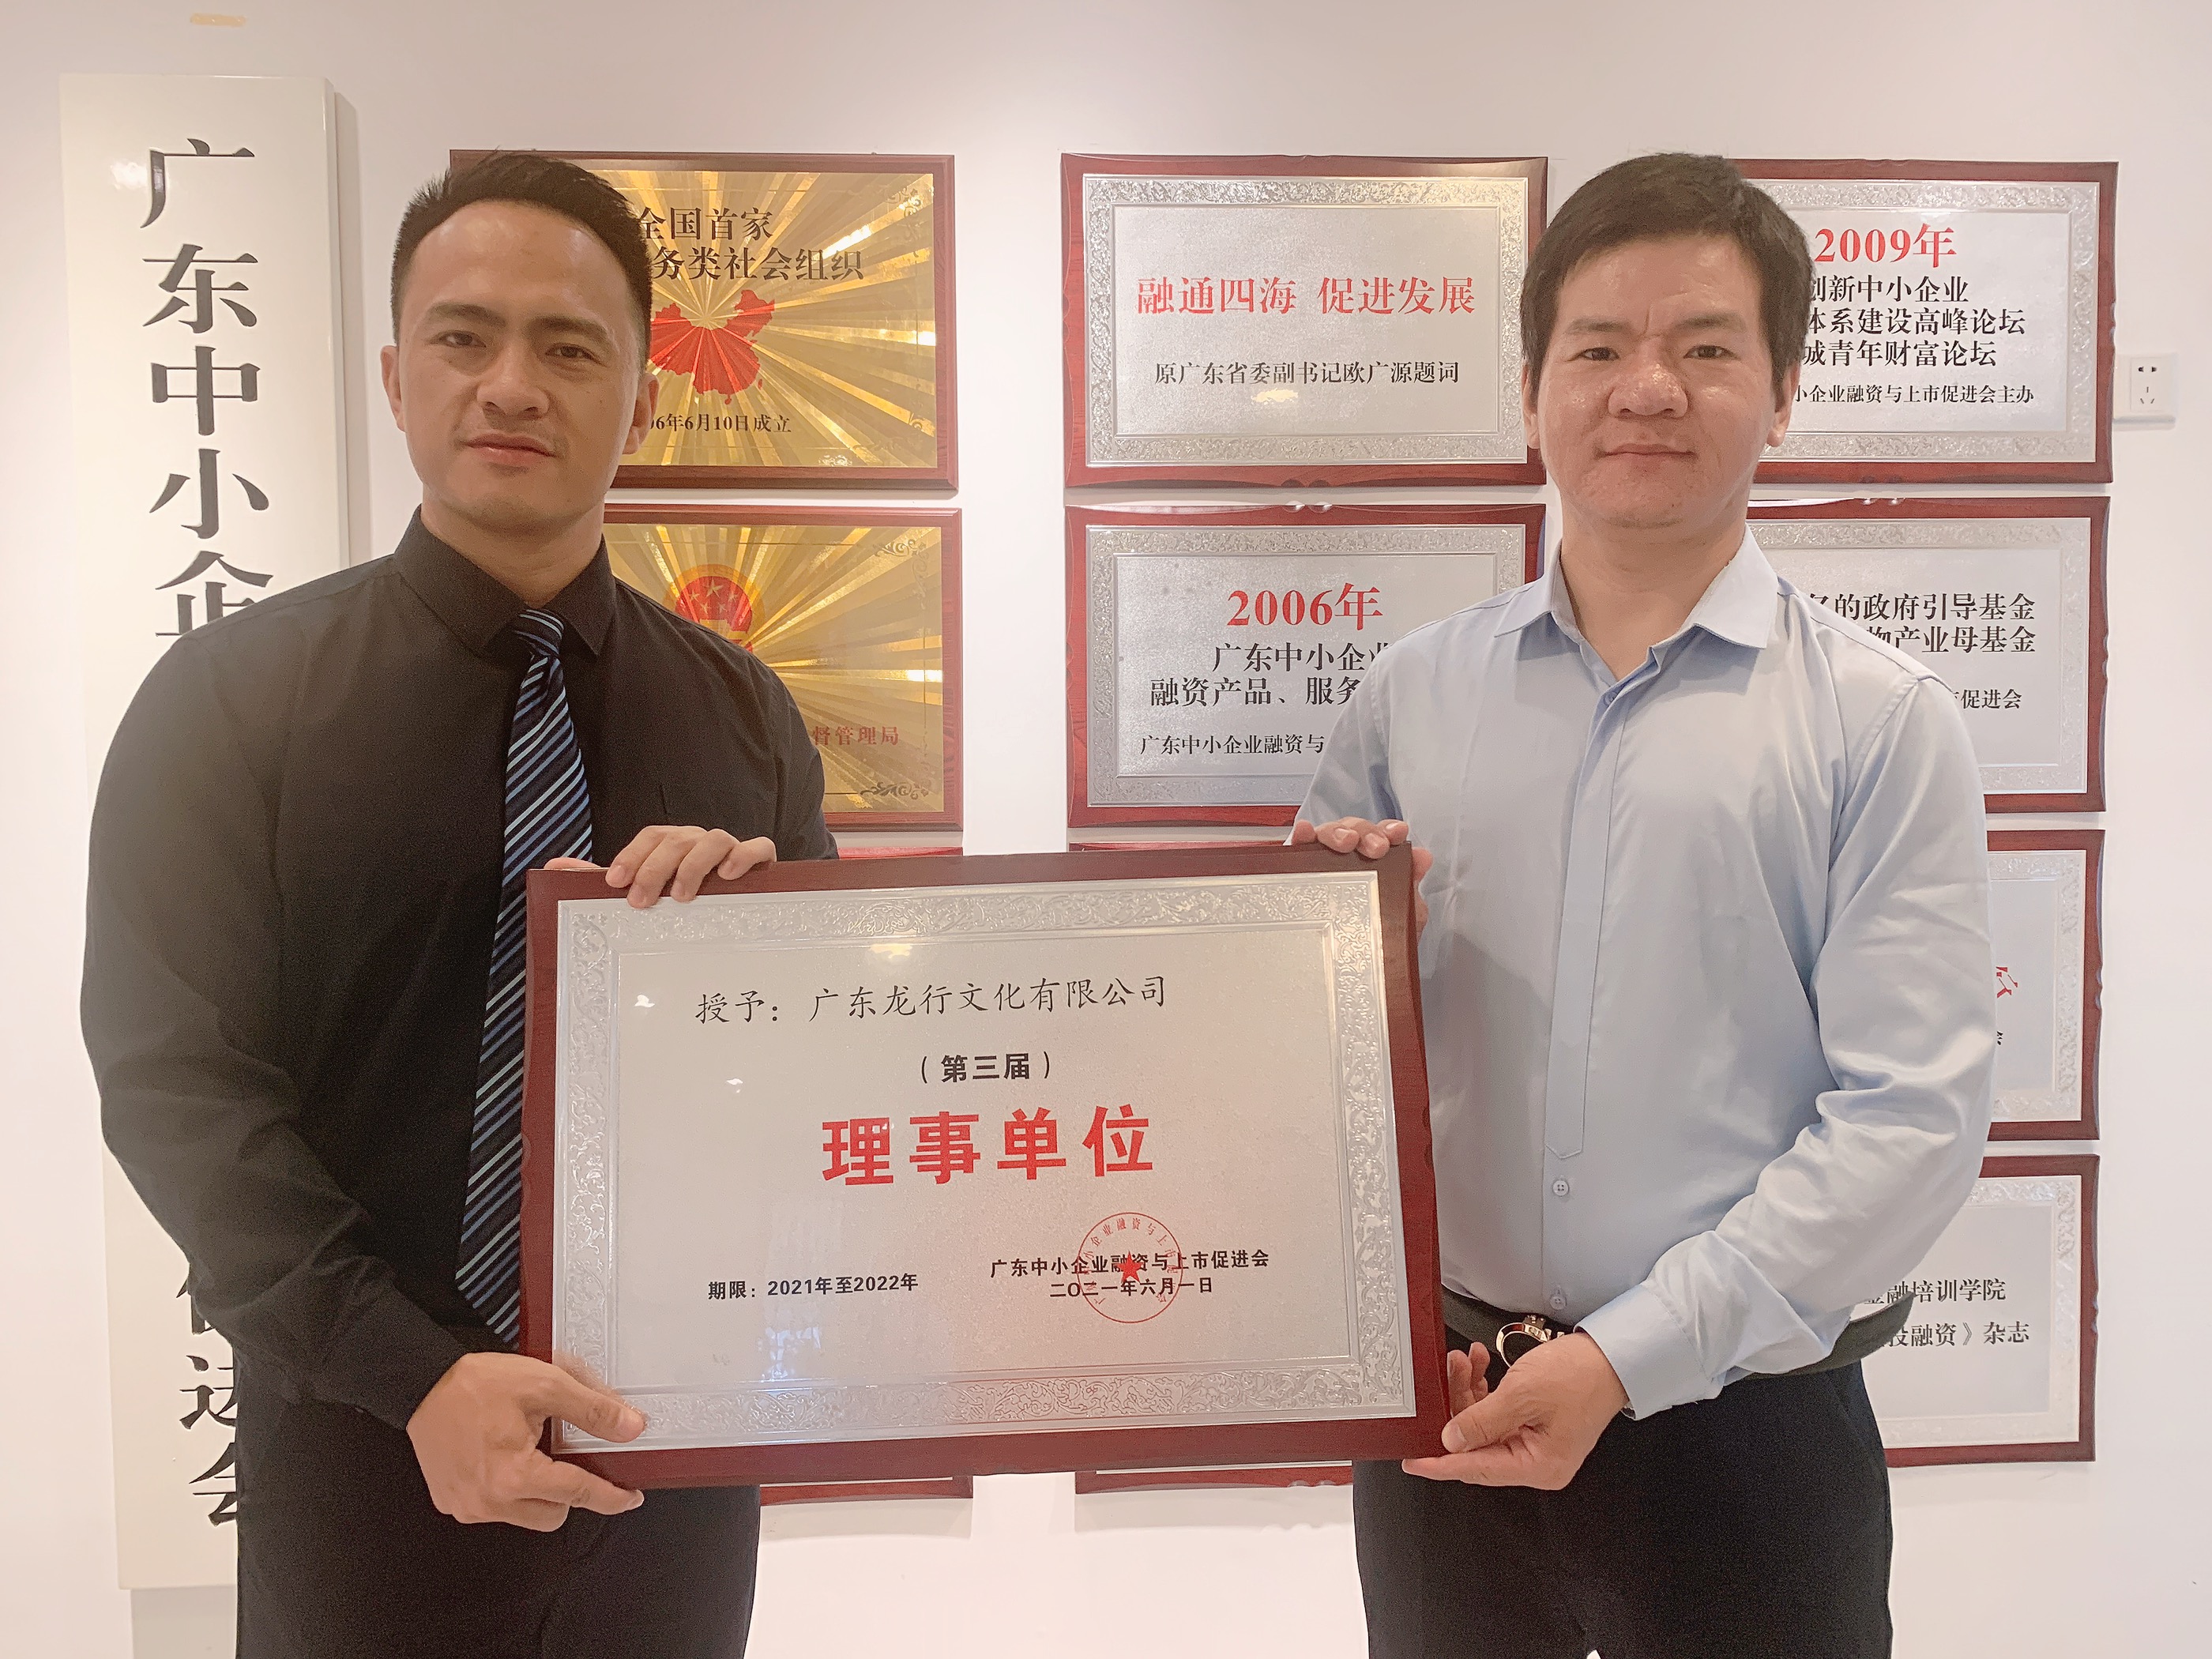 广东中小企
进会
全国首家
务类社会组织
6年6月10日成立
督管理局
融通四海 促进发展
原广东省委副书记欧广源题词
2006年
广东中小企业
融资产品、服务
广东中小企业融资与
2009年
创新中小企业
体系建设高峰论坛
城青年财富论坛
小企业融资与上市促进会主办
的政府引导基金
物产业母基金
促进会
金融培训学院
投融资》杂志
授予：广东龙行文化有限公司
（第三届）
理事单位
期限：2021年至2022年
广东中小企业融资与上市促进会
二〇二一年六月一日